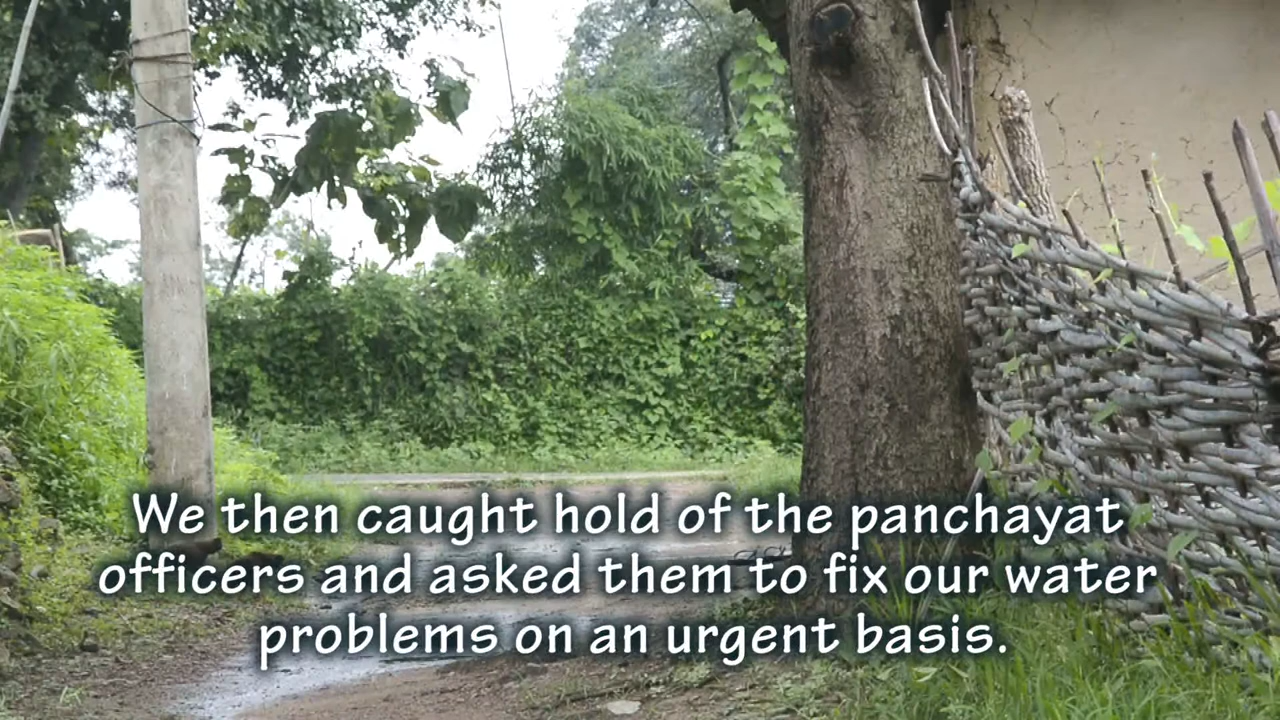 We then caught hold of the panchayat
officers and asked them to fix our water
problems on an urgent basis.